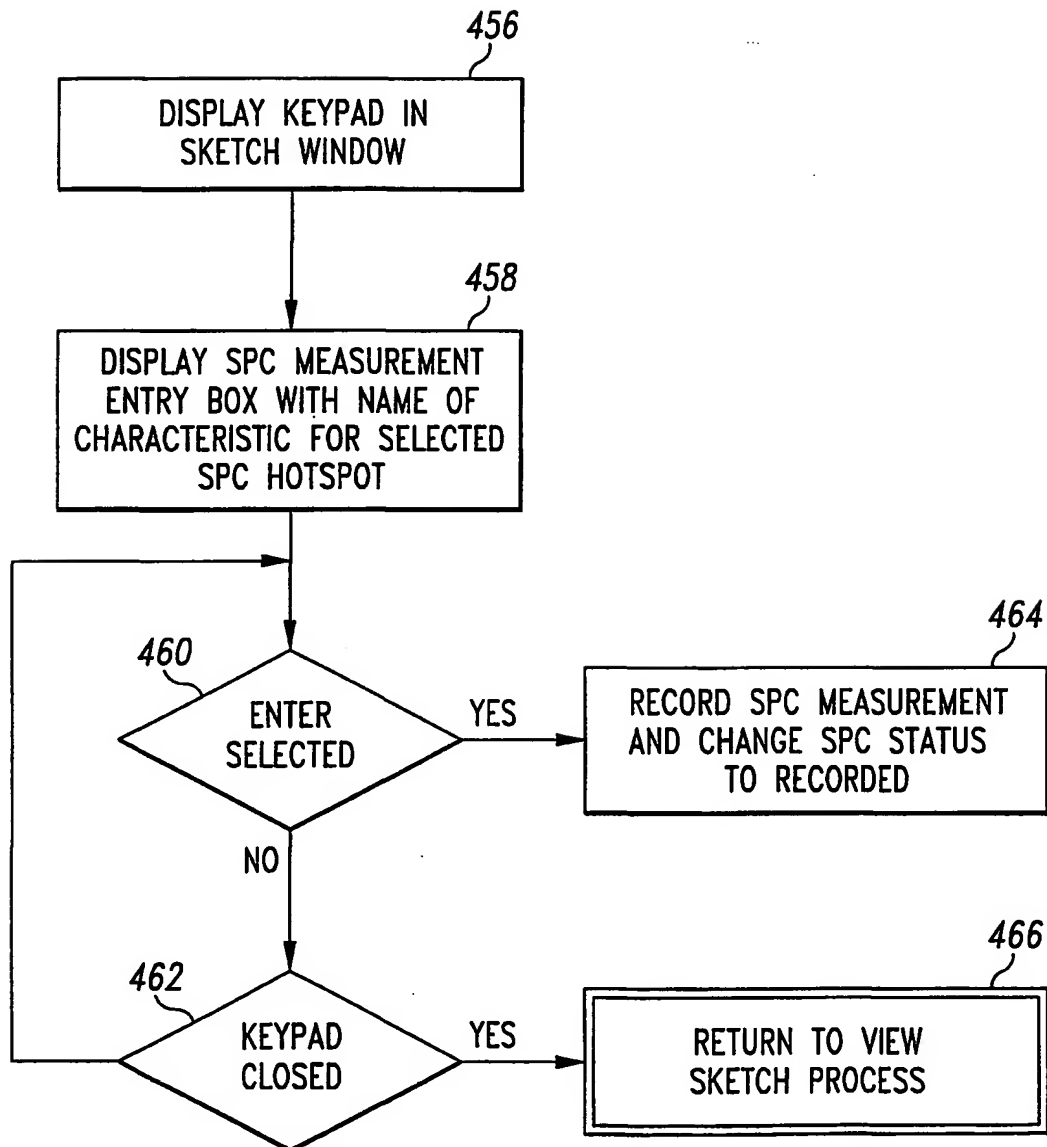 456
DISPLAY KEYPAD IN
SKETCH WINDOW
458
DISPLAY SPC MEASUREMENT
ENTRY BOX WITH NAME OF
CHARACTERISTIC FOR SELECTED
SPC HOTSPOT
460
ENTER
SELECTED
YES
NO
464
RECORD SPC MEASUREMENT
AND CHANGE SPC STATUS
TO RECORDED
462
KEYPAD
CLOSED
YES
466
RETURN TO VIEW
SKETCH PROCESS